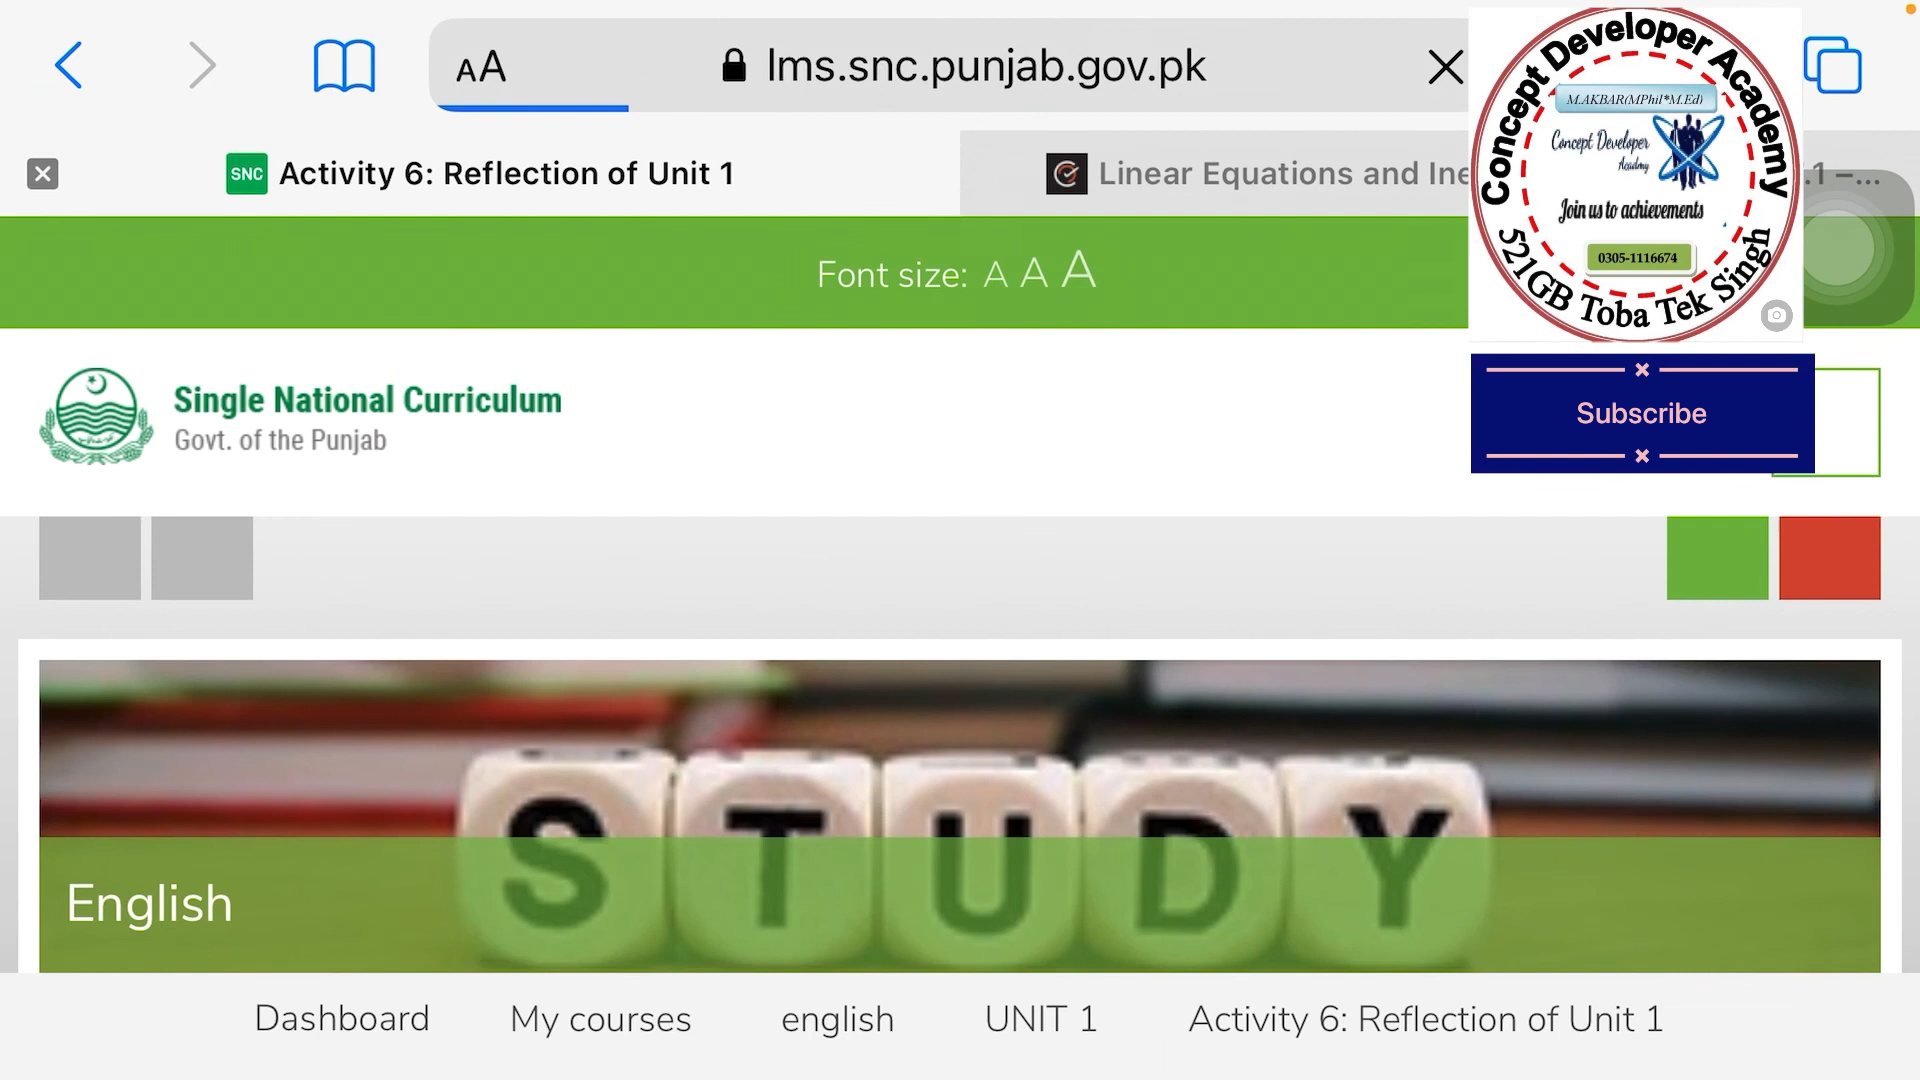 AA lms.snc.punjab.gov.pk
SNC Activity 6: Reflection of Unit 1
Linear Equations and Ine
.1 –...
Concept Developer Academy
M.AKBAR(MPhil*M.Ed)
Concept Developer
Academy
Join us to achievements
0305-1116674
521GB Toba Tek Singh
Font size: A A A
Single National Curriculum
Govt. of the Punjab
Subscribe
STUDY
English
Dashboard My courses english UNIT 1 Activity 6: Reflection of Unit 1